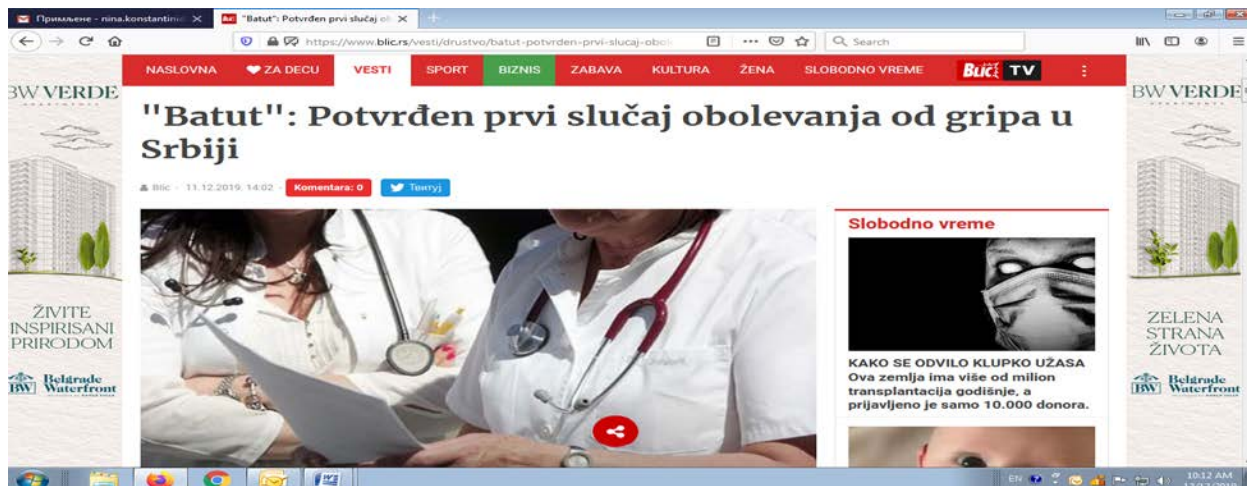 Примљене - nina.konstantini
"Batut": Potvrđen prvi slučaj ob
https://www.blic.rs/vesti/drustvo/batut-potvrden-prvi-slucaj-obol
Search
NASLOVNA ZA DECU VESTI SPORT BIZNIS ZABAVA KULTURA ŽENA SLOBODNO VREME Blic TV
BW VERDE
APARTMENTS
ŽIVITE
INSPIRISANI
PRIRODOM
BW Belgrade
Waterfront
"Batut": Potvrđen prvi slučaj obolevanja od gripa u
Srbiji
Blic - 11.12.2019. 14:02 - Komentara: 0 Твитуј
Slobodno vreme
KAKO SE ODVILO KLUPKO UŽASA
Ova zemlja ima više od milion
transplantacija godišnje, a
prijavljeno je samo 10.000 donora.
BW VERDE
APARTMENTS
ZELENA
STRANA
ŽIVOTA
BW Belgrade
Waterfront
EN
10:12 AM